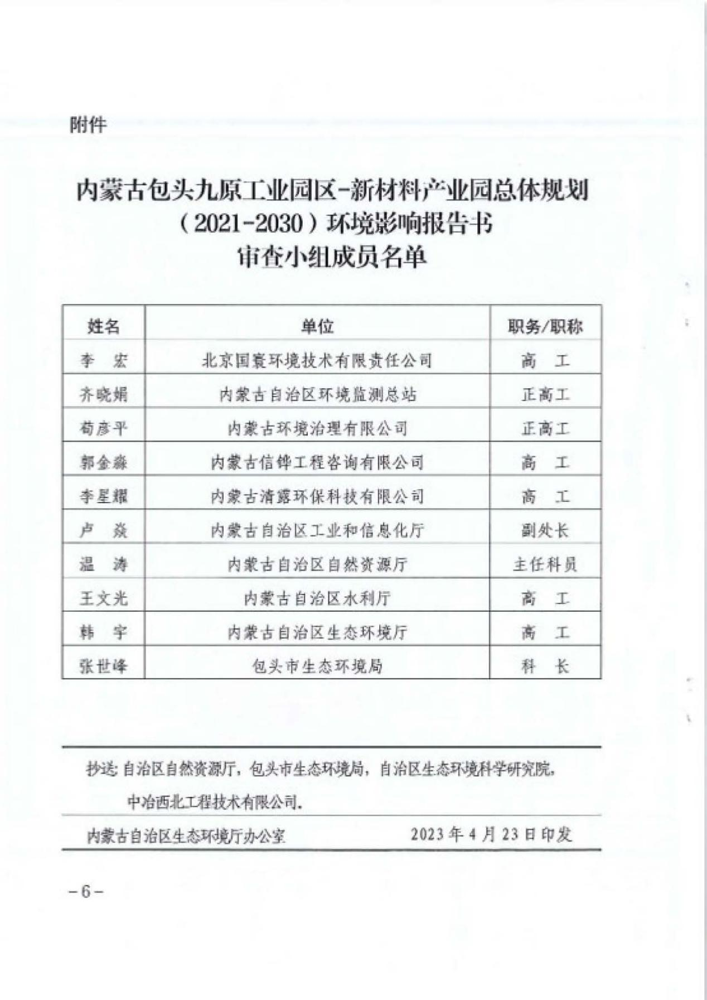 附件
内蒙古包头九原工业园区-新材料产业园总体规划
（2021-2030）环境影响报告书
审查小组成员名单
姓名 单位 职务/职称
李 宏 北京国寰环境技术有限责任公司 高 工
齐晓娟 内蒙古自治区环境监测总站 正高工
荀彦平 内蒙古环境治理有限公司 正高工
郭金淼 内蒙古信铧工程咨询有限公司 高 工
李星耀 内蒙古清露环保科技有限公司 高 工
卢 焱 内蒙古自治区工业和信息化厅 副处长
温 涛 内蒙古自治区自然资源厅 主任科员
王文光 内蒙古自治区水利厅 高 工
韩 宇 内蒙古自治区生态环境厅 高 工
张世峰 包头市生态环境局 科 长
抄送：自治区自然资源厅，包头市生态环境局，自治区生态环境科学研究院，
中冶西北工程技术有限公司。
内蒙古自治区生态环境厅办公室 2023年4月23日印发
-6-